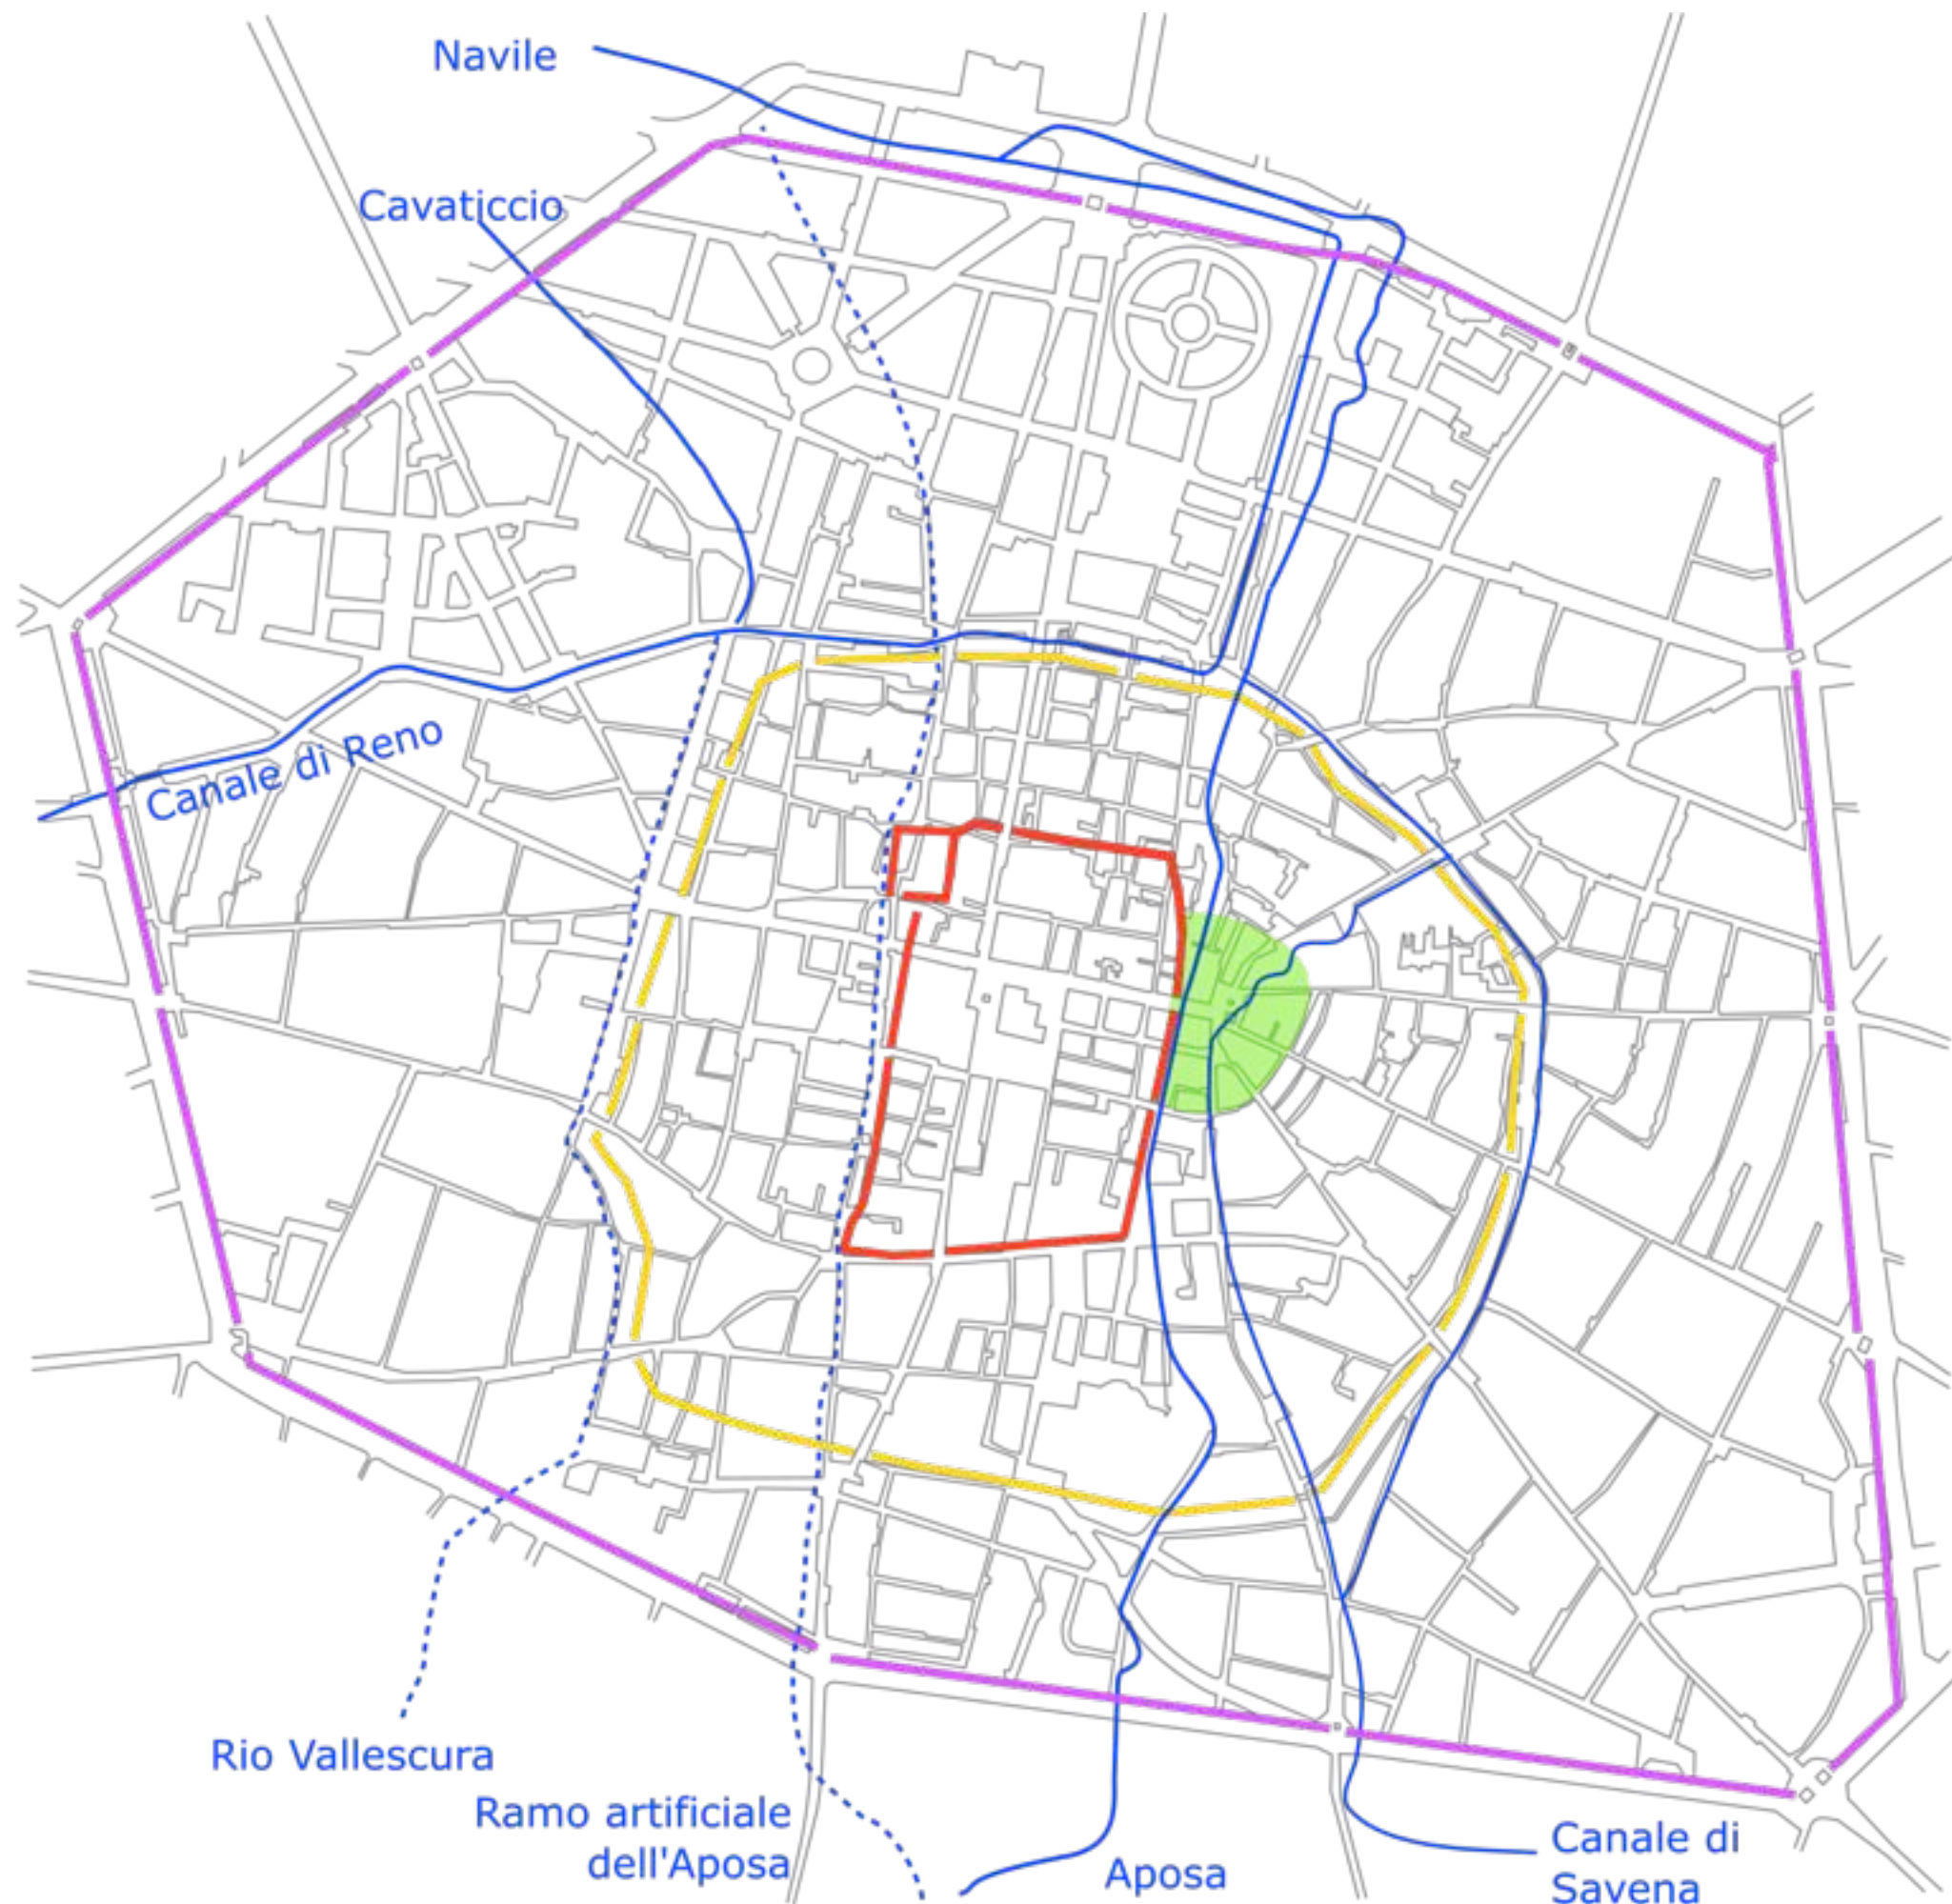 Navile
Cavaticcio
Canale di Reno
Rio Vallescura
Ramo artificiale
dell'Aposa
Aposa
Canale di
Savena